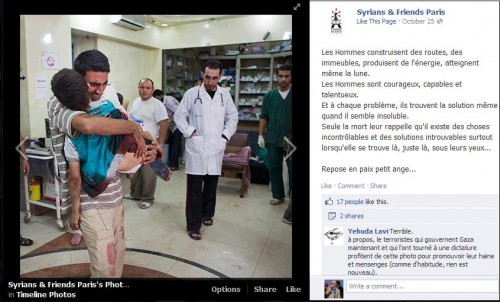 Syrians & Friends Paris
Like This Page · October 25
Les Hommes construisent des routes, des
immeubles, produisent de l'énergie, atteignent
même la lune.
Les Hommes sont courageux, capables et
talentueux.
Et à chaque problème, ils trouvent la solution même
quand il semble insoluble.
Seule la mort leur rappelle qu'il existe des choses
incontrôlables et des solutions introuvables surtout
lorsqu'elle se trouve là, juste là, sous leurs yeux...
Repose en paix petit ange...
Like · Comment · Share
17 people like this.
2 shares
Yehuda Lavi Terrible.
à propos, le terroristes qui gouvernent Gaza
maintenant et qui l'ont tourné à une dictature
profitent de cette photo pour promouvoir leur haine
et mensenges (comme d'habitude, rien est
nouveau).
Write a comment...
Syrians & Friends Paris's Phot...
in Timeline Photos
Options Share Like